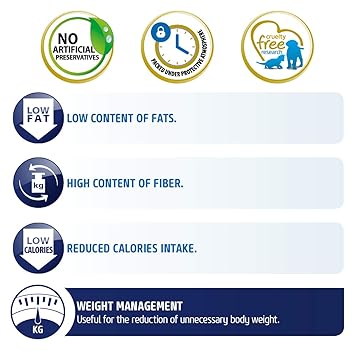 NO
ARTIFICIAL
PRESERVATIVES
PACKED UNDER PROTECTIVE ATMOSPHERE
cruelty
free
research
LOW
FAT
LOW CONTENT OF FATS.
kg
HIGH CONTENT OF FIBER.
LOW
CALORIES
REDUCED CALORIES INTAKE.
KG
WEIGHT MANAGEMENT
Useful for the reduction of unnecessary body weight.